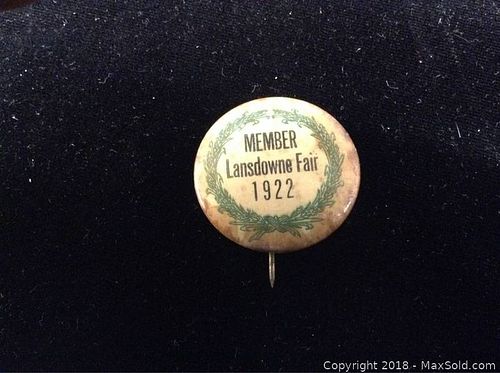 MEMBER
Lansdowne Fair
1922
Copyright 2018 - MaxSold.com